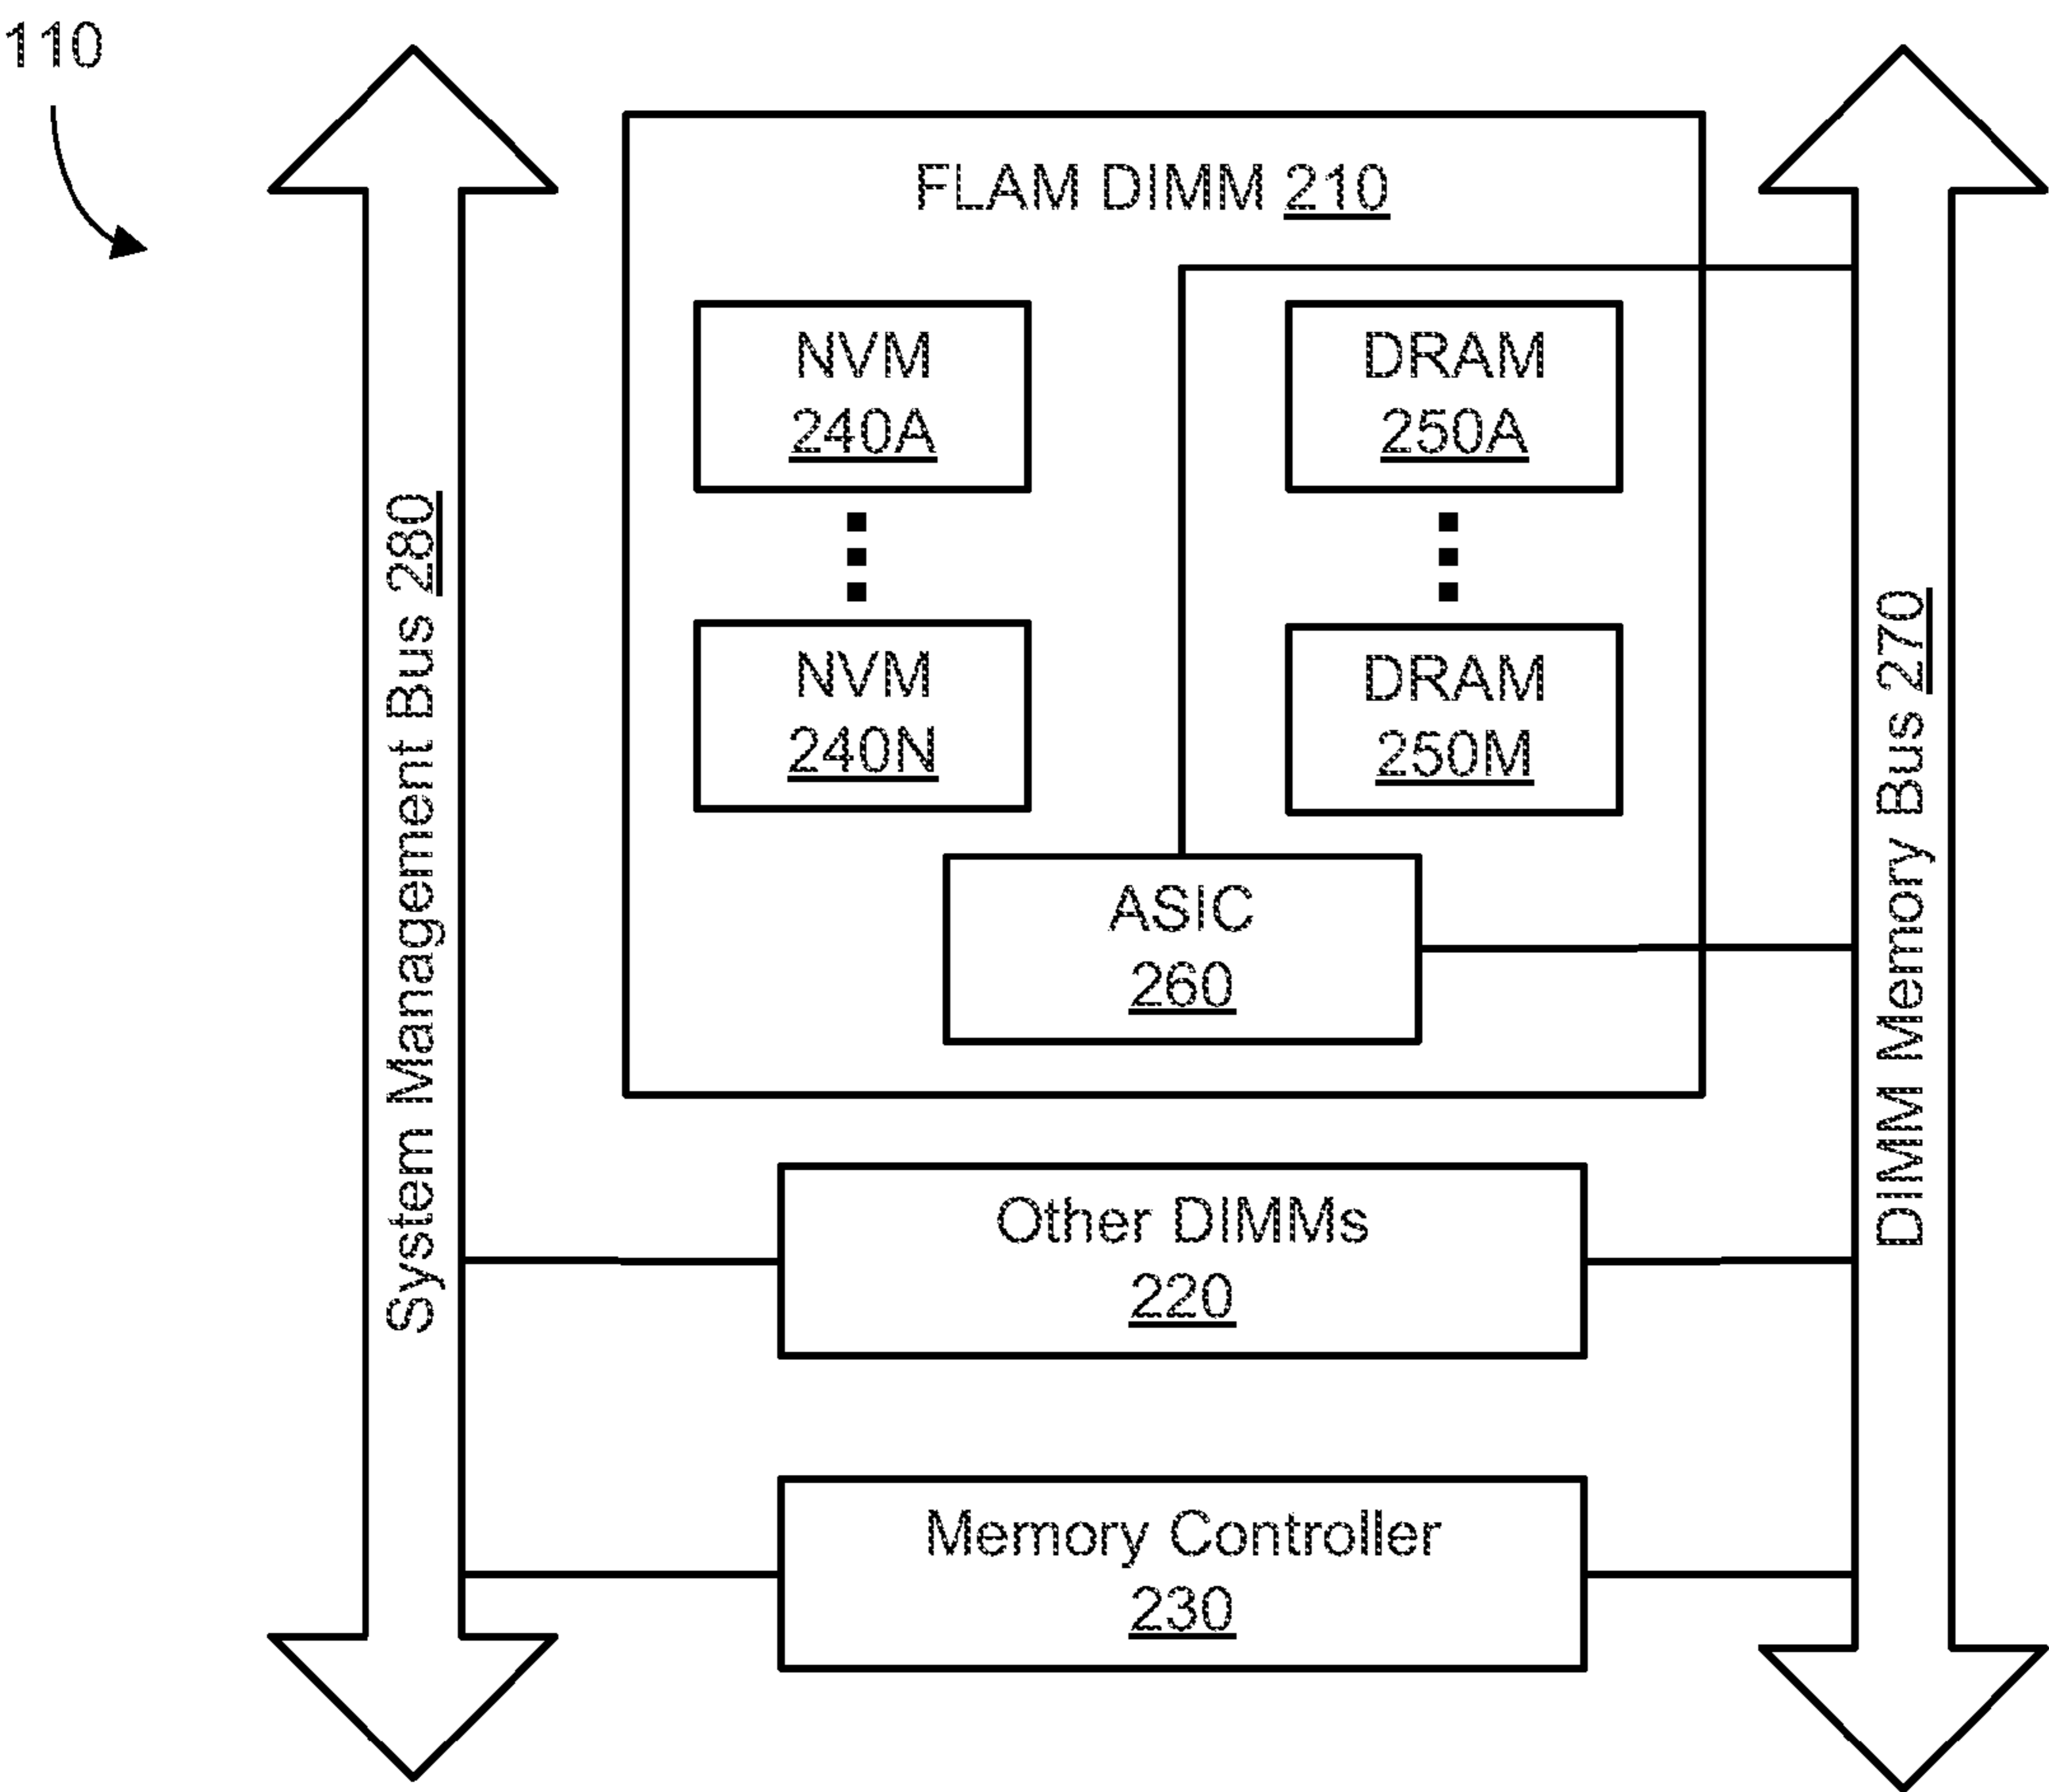 110
FLAM DIMM 210
NVM
240A
DRAM
250A
NVM
240N
DRAM
250M
ASIC
260
System Management Bus 280
DIMM Memory Bus 270
Other DIMMs
220
Memory Controller
230